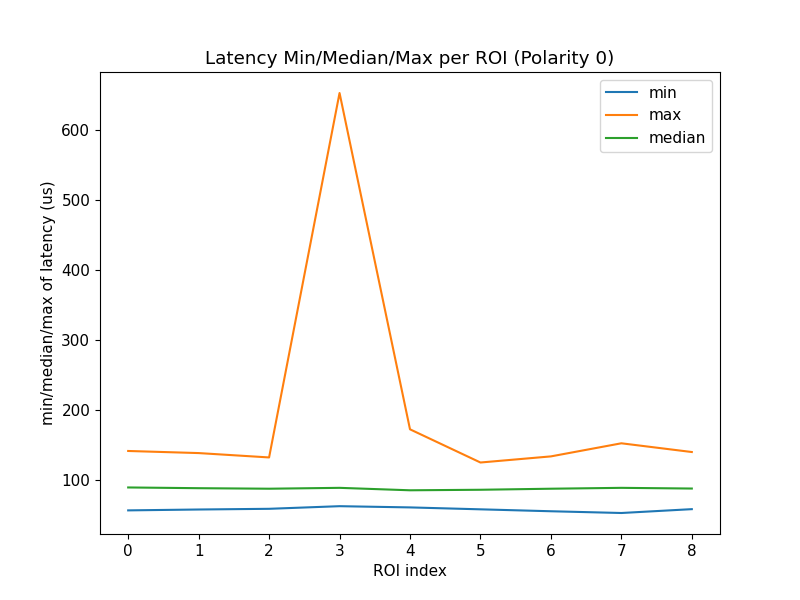 Latency Min/Median/Max per ROI (Polarity 0)
min
max
median
min/median/max of latency (us)
600
500
400
300
200
100
0 1 2 3 4 5 6 7 8
ROI index